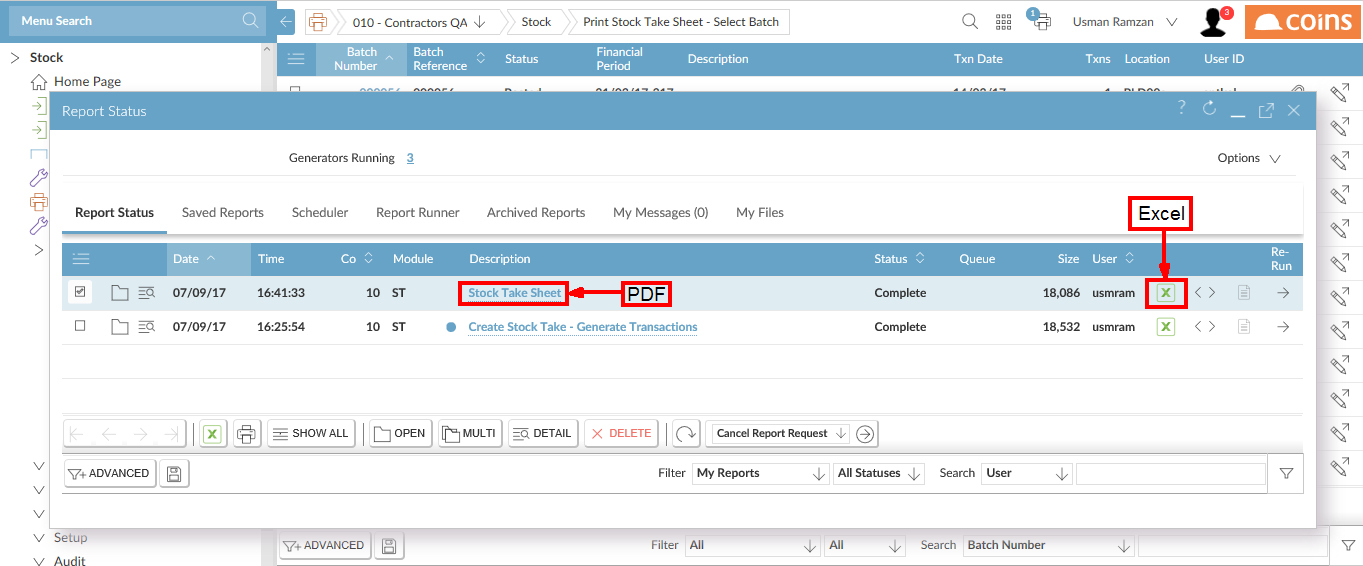 Menu Search
010 - Contractors QA
Stock
Print Stock Take Sheet - Select Batch
1
Usman Ramzan
3
coins
Stock
Home Page
Batch Number
Batch Reference
Status
Financial Period
Description
Txn Date
Txns
Location
User ID
Report Status
?
Generators Running 3
Options
Report Status
Saved Reports
Scheduler
Report Runner
Archived Reports
My Messages (0)
My Files
Excel
Date
Time
Co
Module
Description
Status
Queue
Size
User
Re-Run
07/09/17 16:41:33 10 ST Stock Take Sheet PDF Complete 18,086 usmram
07/09/17 16:25:54 10 ST Create Stock Take - Generate Transactions Complete 18,532 usmram
SHOW ALL
OPEN
MULTI
DETAIL
DELETE
Cancel Report Request
ADVANCED
Filter My Reports
All Statuses
Search User
Setup
Audit
ADVANCED
Filter All
All
Search Batch Number